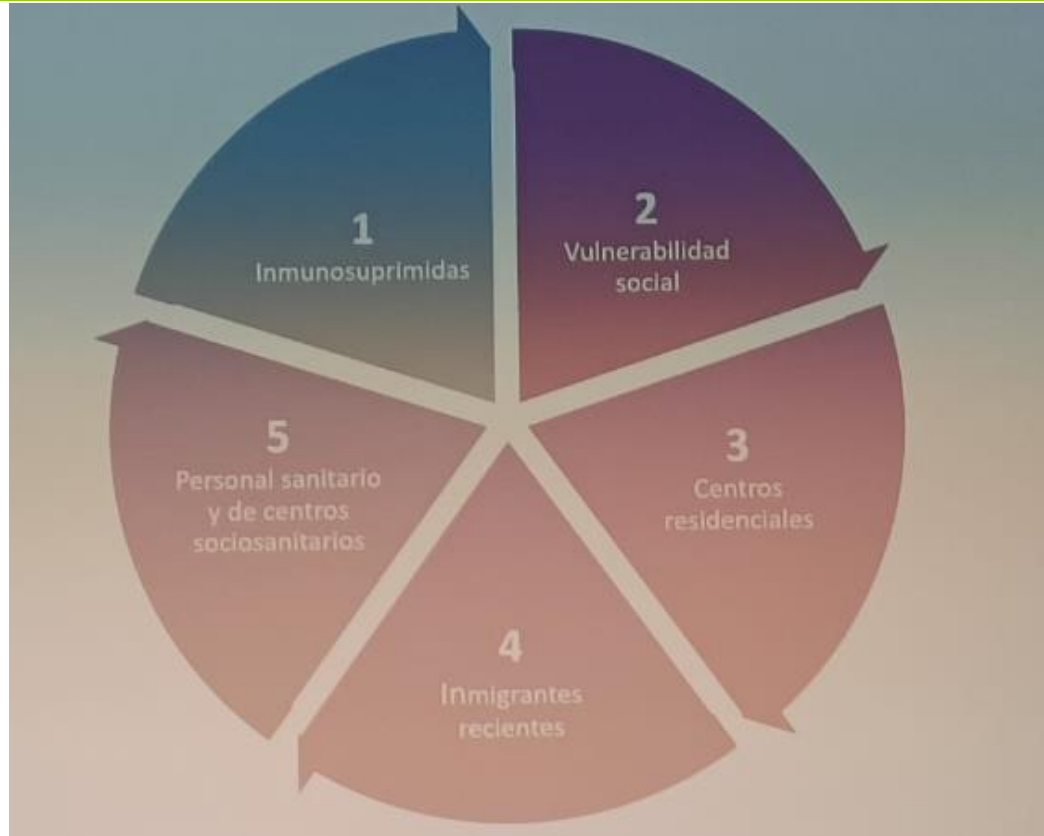 1
Inmunosuprimidas
2
Vulnerabilidad
social
3
Centros
residenciales
4
Inmigrantes
recientes
5
Personal sanitario
y de centros
sociosanitarios